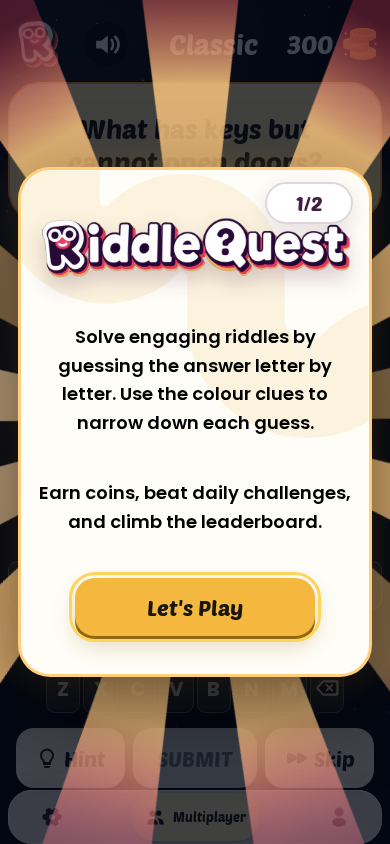 Classic 300
What has keys but
cannot open doors?
1/2
Riddle Quest
Solve engaging riddles by
guessing the answer letter by
letter. Use the colour clues to
narrow down each guess.
Earn coins, beat daily challenges,
and climb the leaderboard.
Let's Play
Z X C V B N M
Hint SUBMIT Skip
Multiplayer